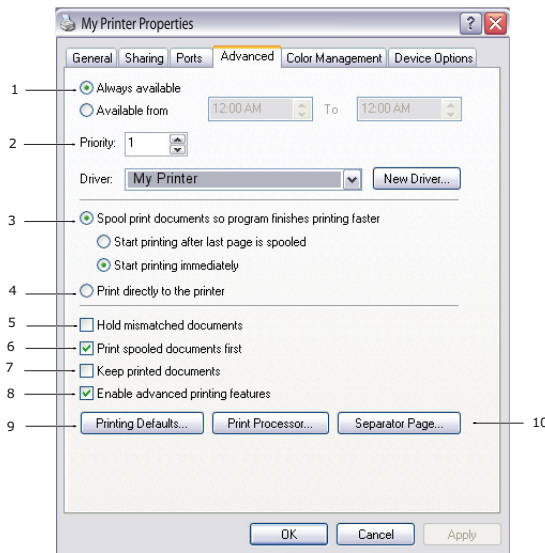 My Printer Properties
?
General Sharing Ports Advanced Color Management Device Options
1 Always available
Available from 12:00 AM To 12:00 AM
2 Priority: 1
Driver: My Printer New Driver...
3 Spool print documents so program finishes printing faster
Start printing after last page is spooled
Start printing immediately
4 Print directly to the printer
5 Hold mismatched documents
6 Print spooled documents first
7 Keep printed documents
8 Enable advanced printing features
9 Printing Defaults... Print Processor... Separator Page... 10
OK Cancel Apply